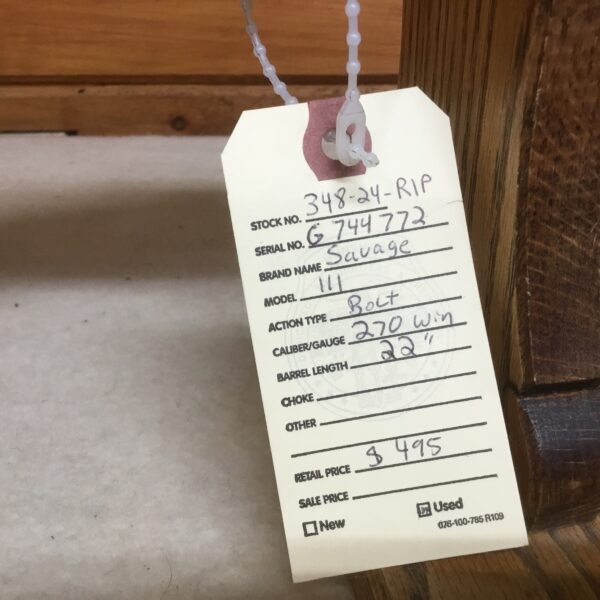 STOCK NO. 348-24-RIP
SERIAL NO. G 744772
BRAND NAME Savage
MODEL 111
ACTION TYPE Bolt
CALIBER/GAUGE 270 Win
BARREL LENGTH 22"
CHOKE
OTHER
RETAIL PRICE $ 495
SALE PRICE
New Used
076-100-785 R109